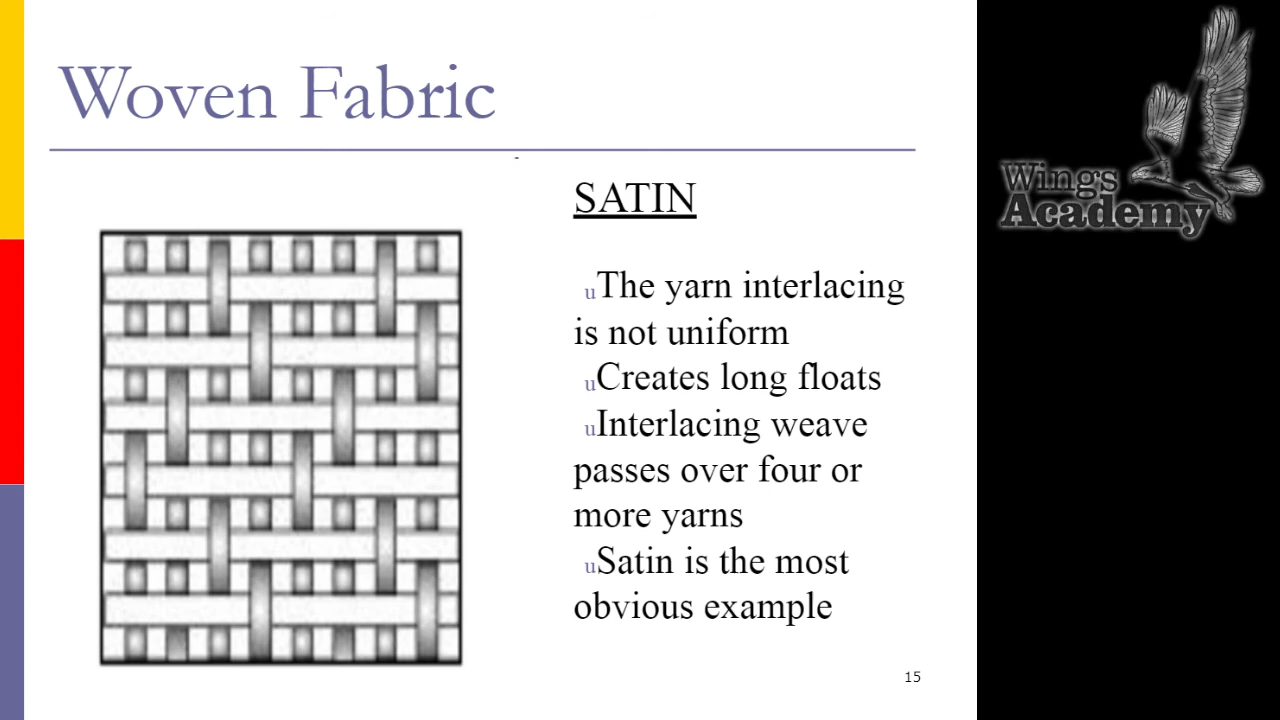 Woven Fabric
SATIN
uThe yarn interlacing
is not uniform
uCreates long floats
uInterlacing weave
passes over four or
more yarns
uSatin is the most
obvious example
15
Wings
Academy